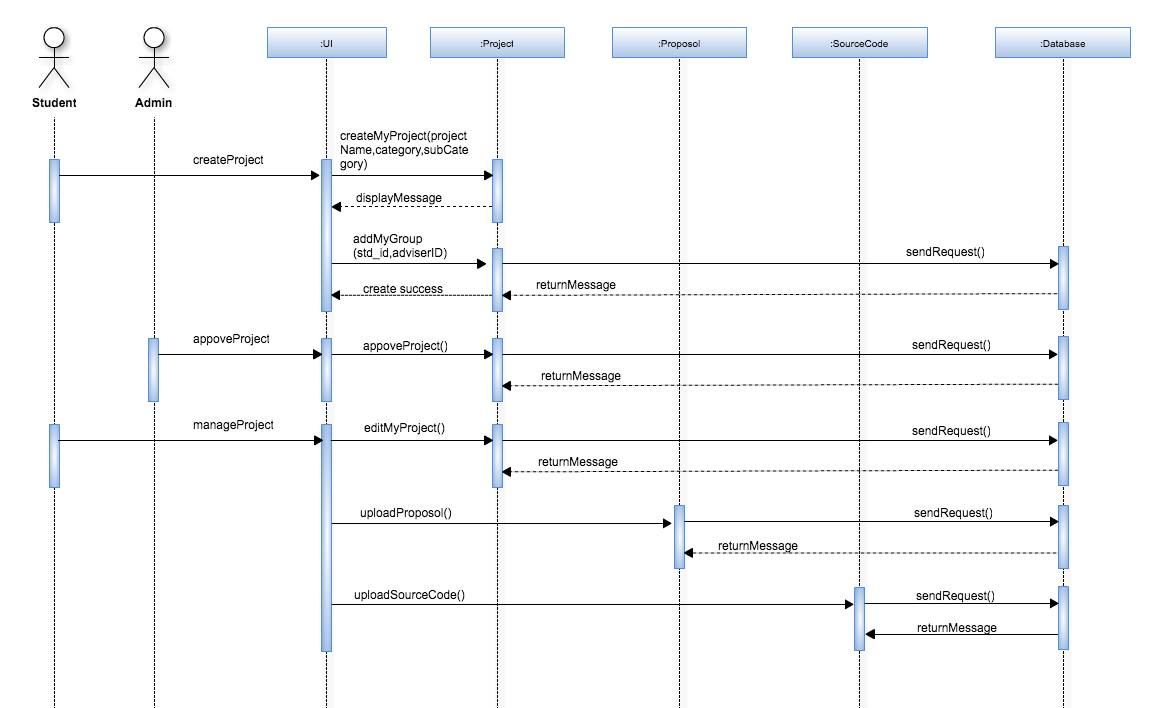 :UI
:Project
:Proposol
:SourceCode
:Database
Student
Admin
createMyProject(project
Name,category,subCate
gory)
createProject
displayMessage
addMyGroup
(std_id,adviserID)
sendRequest()
create success
returnMessage
appoveProject
appoveProject()
sendRequest()
returnMessage
manageProject
editMyProject()
sendRequest()
returnMessage
uploadProposol()
sendRequest()
returnMessage
uploadSourceCode()
sendRequest()
returnMessage